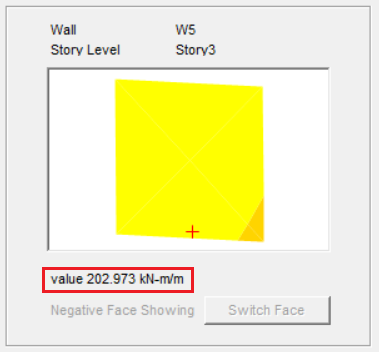 Wall W5
Story Level Story3
value 202.973 kN-m/m
Negative Face Showing Switch Face